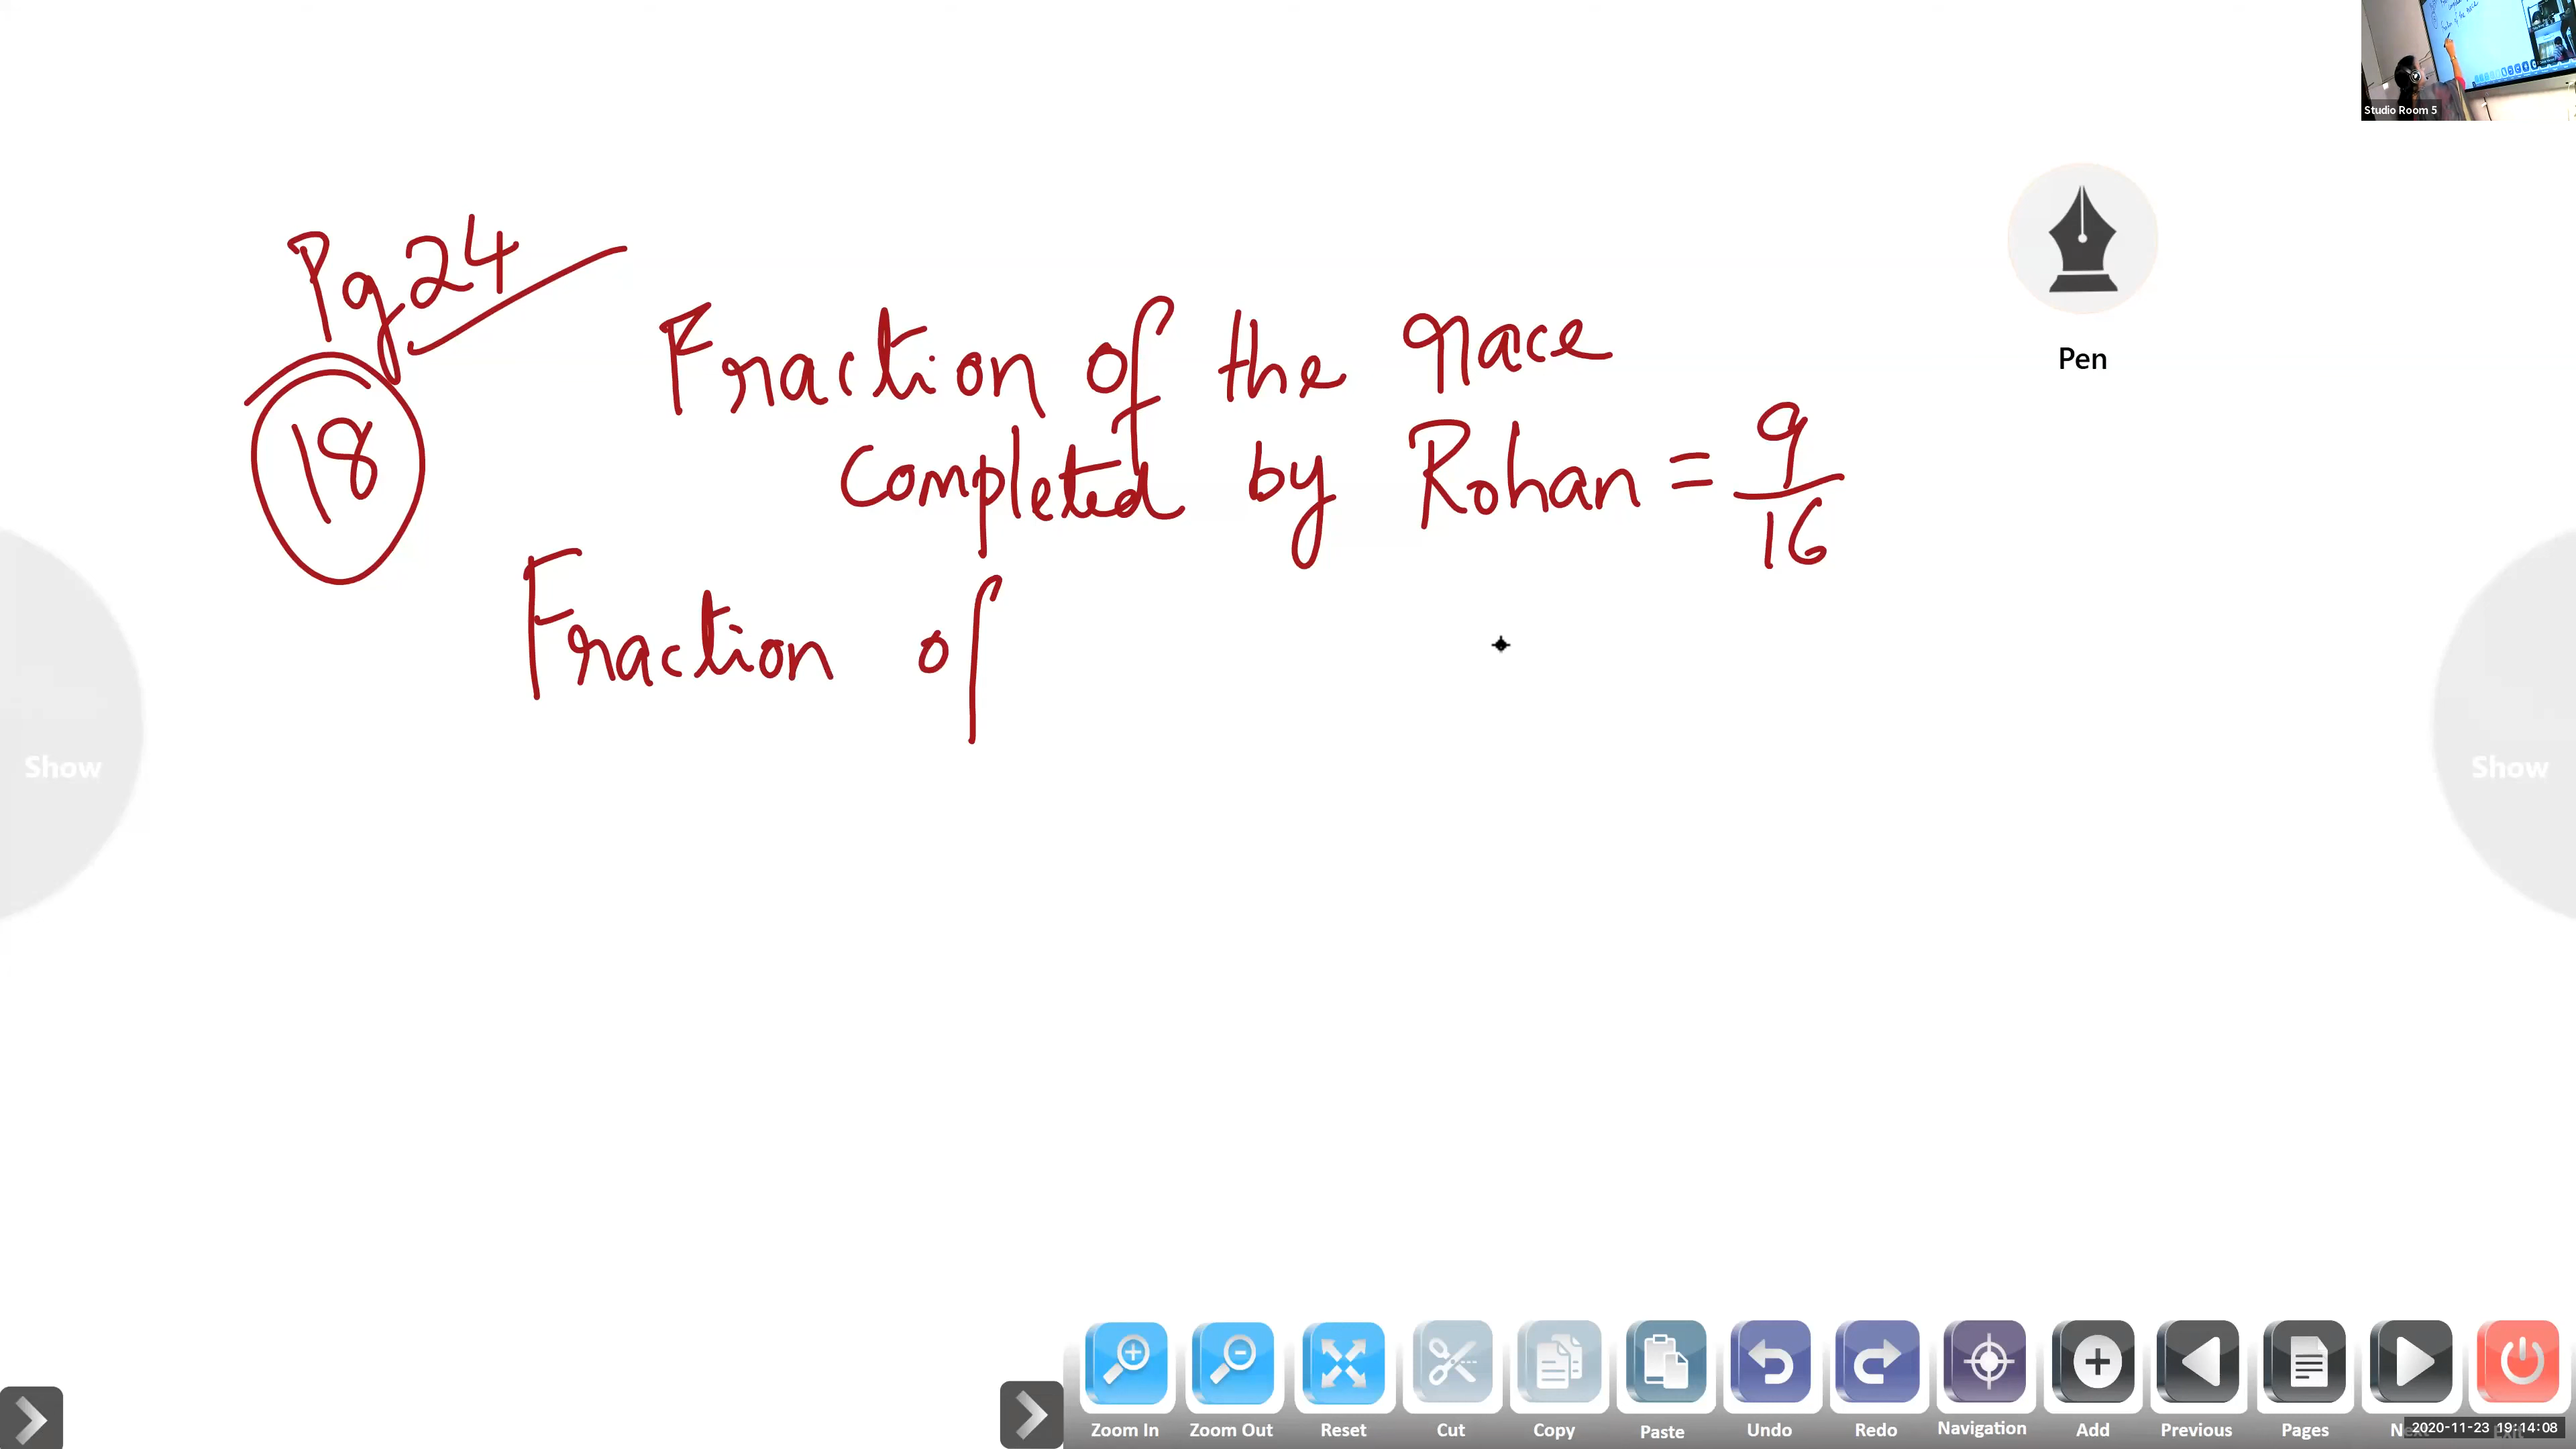 Studio Room 5
Pg 24
18
Fraction of the race
completed by Rohan = 9/16
Fraction of
Pen
Show
Show
Zoom In
Zoom Out
Reset
Cut
Copy
Paste
Undo
Redo
Navigation
Add
Previous
Pages
2020-11-23 19:14:08